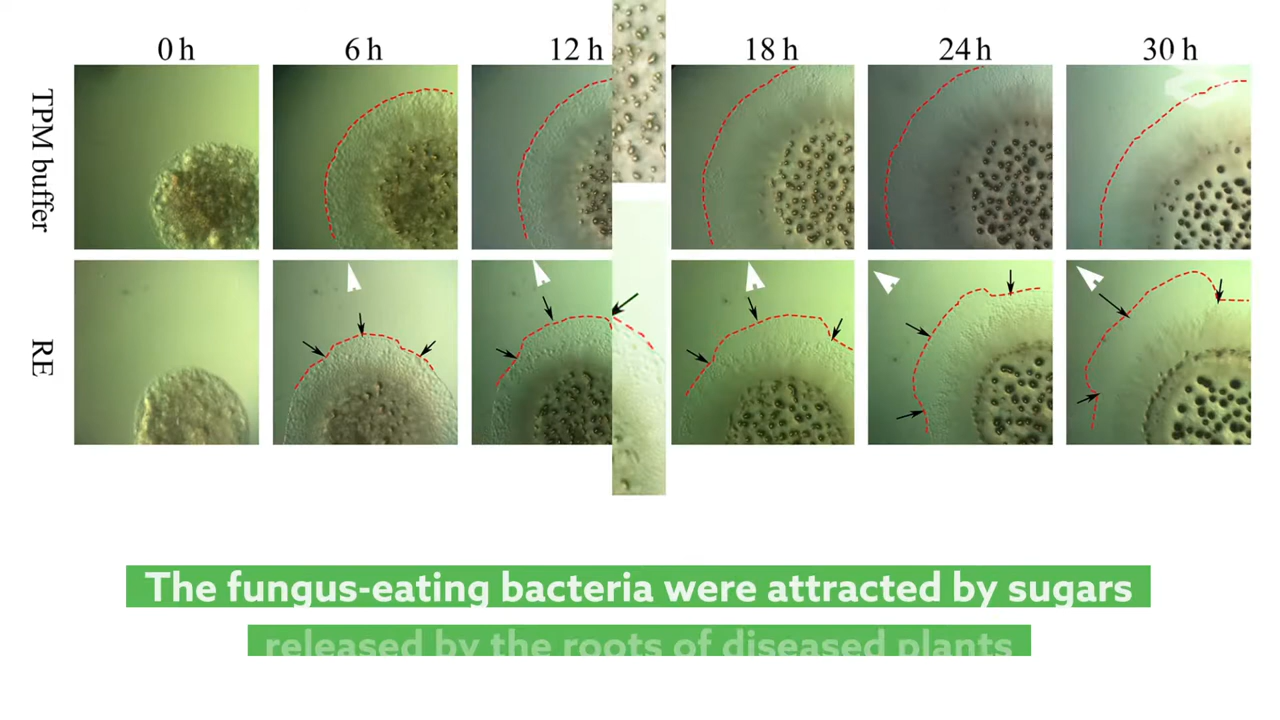 0 h 6 h 12 h 18 h 24 h 30 h
TPM buffer
RE
The fungus-eating bacteria were attracted by sugars
released by the roots of diseased plants